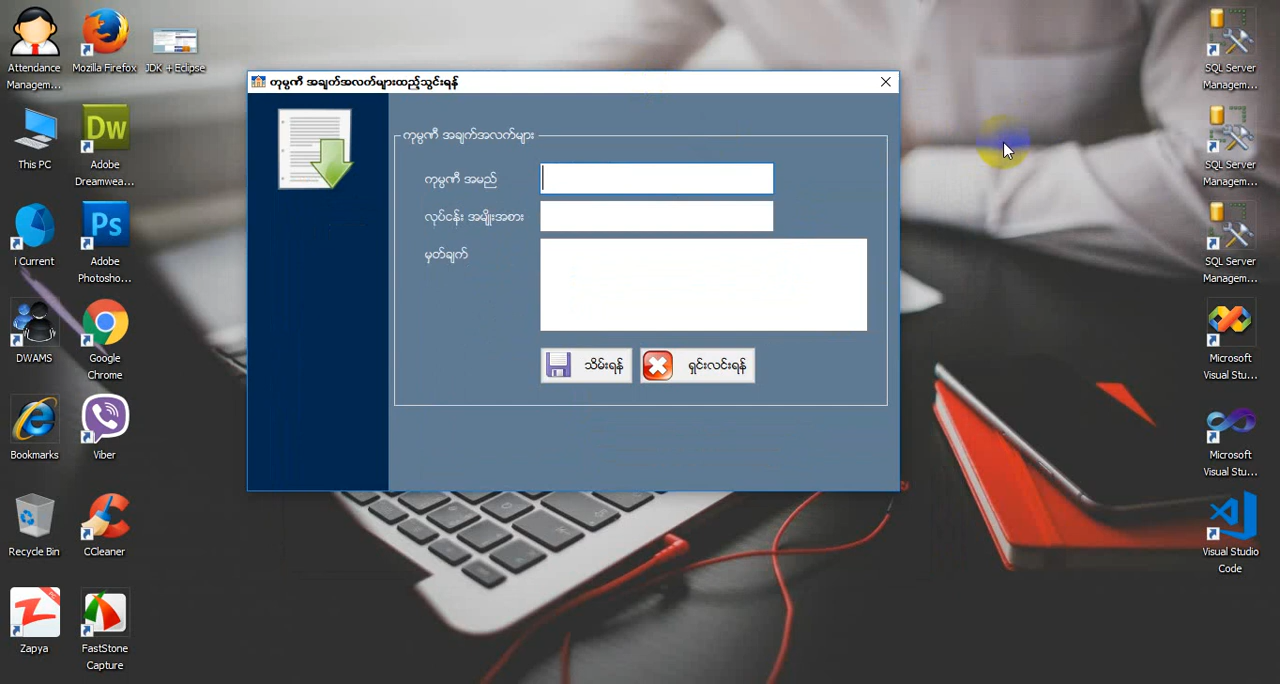 Attendance
Managem...
Mozilla Firefox
JDK + Eclipse
This PC
Dw
Adobe
Dreamwea...
i Current
Ps
Adobe
Photosho...
DWAMS
Google
Chrome
Bookmarks
Viber
Recycle Bin
CCleaner
Zapya
FastStone
Capture
ကုမ္ပဏီ အချက်အလက်များထည့်သွင်းရန်
ကုမ္ပဏီ အချက်အလက်များ
ကုမ္ပဏီ အမည်
လုပ်ငန်း အမျိုးအစား
မှတ်ချက်
သိမ်းရန်
ရှင်းလင်းရန်
SQL Server
Managem...
SQL Server
Managem...
SQL Server
Managem...
Microsoft
Visual Stu...
Microsoft
Visual Stu...
Visual Studio
Code